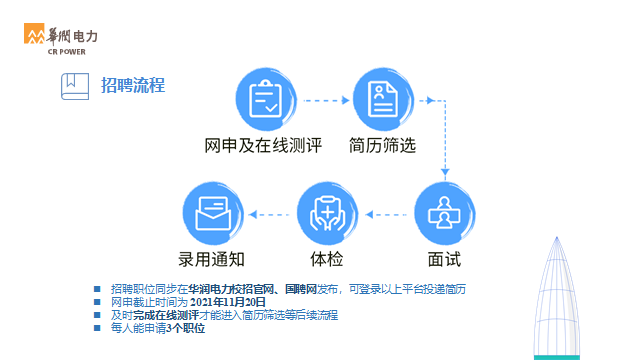 華潤电力
CR POWER
招聘流程
网申及在线测评
简历筛选
录用通知
体检
面试
招聘职位同步在华润电力校招官网、国聘网发布，可登录以上平台投递简历
网申截止时间为 2021年11月20日
及时完成在线测评才能进入简历筛选等后续流程
每人能申请3个职位